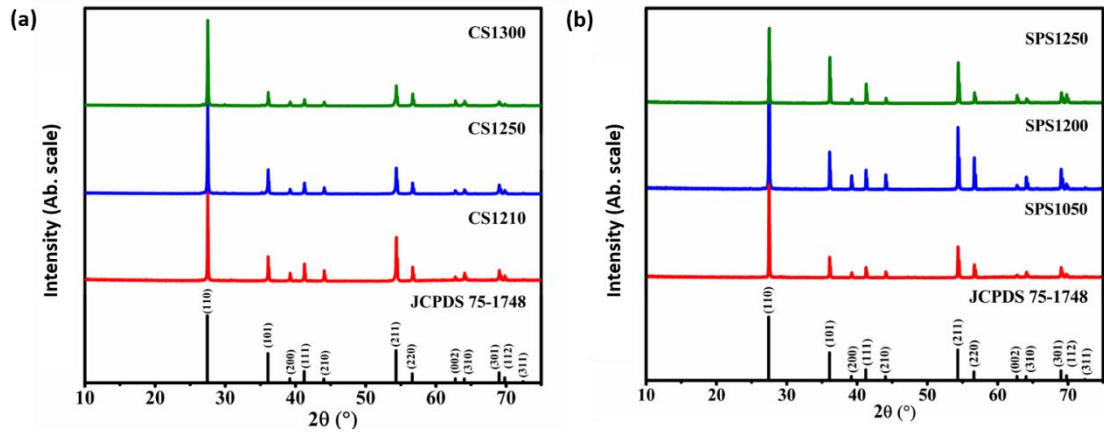 (a)
CS1300
CS1250
CS1210
JCPDS 75-1748
(110)
(101)
(200)
(111)
(210)
(211)
(220)
(002)
(310)
(301)
(112)
(311)
Intensity (Ab. scale)
10 20 30 40 50 60 70
2θ (°)
(b)
SPS1250
SPS1200
SPS1050
JCPDS 75-1748
(110)
(101)
(200)
(111)
(210)
(211)
(220)
(002)
(310)
(301)
(112)
(311)
Intensity (Ab. scale)
10 20 30 40 50 60 70
2θ (°)